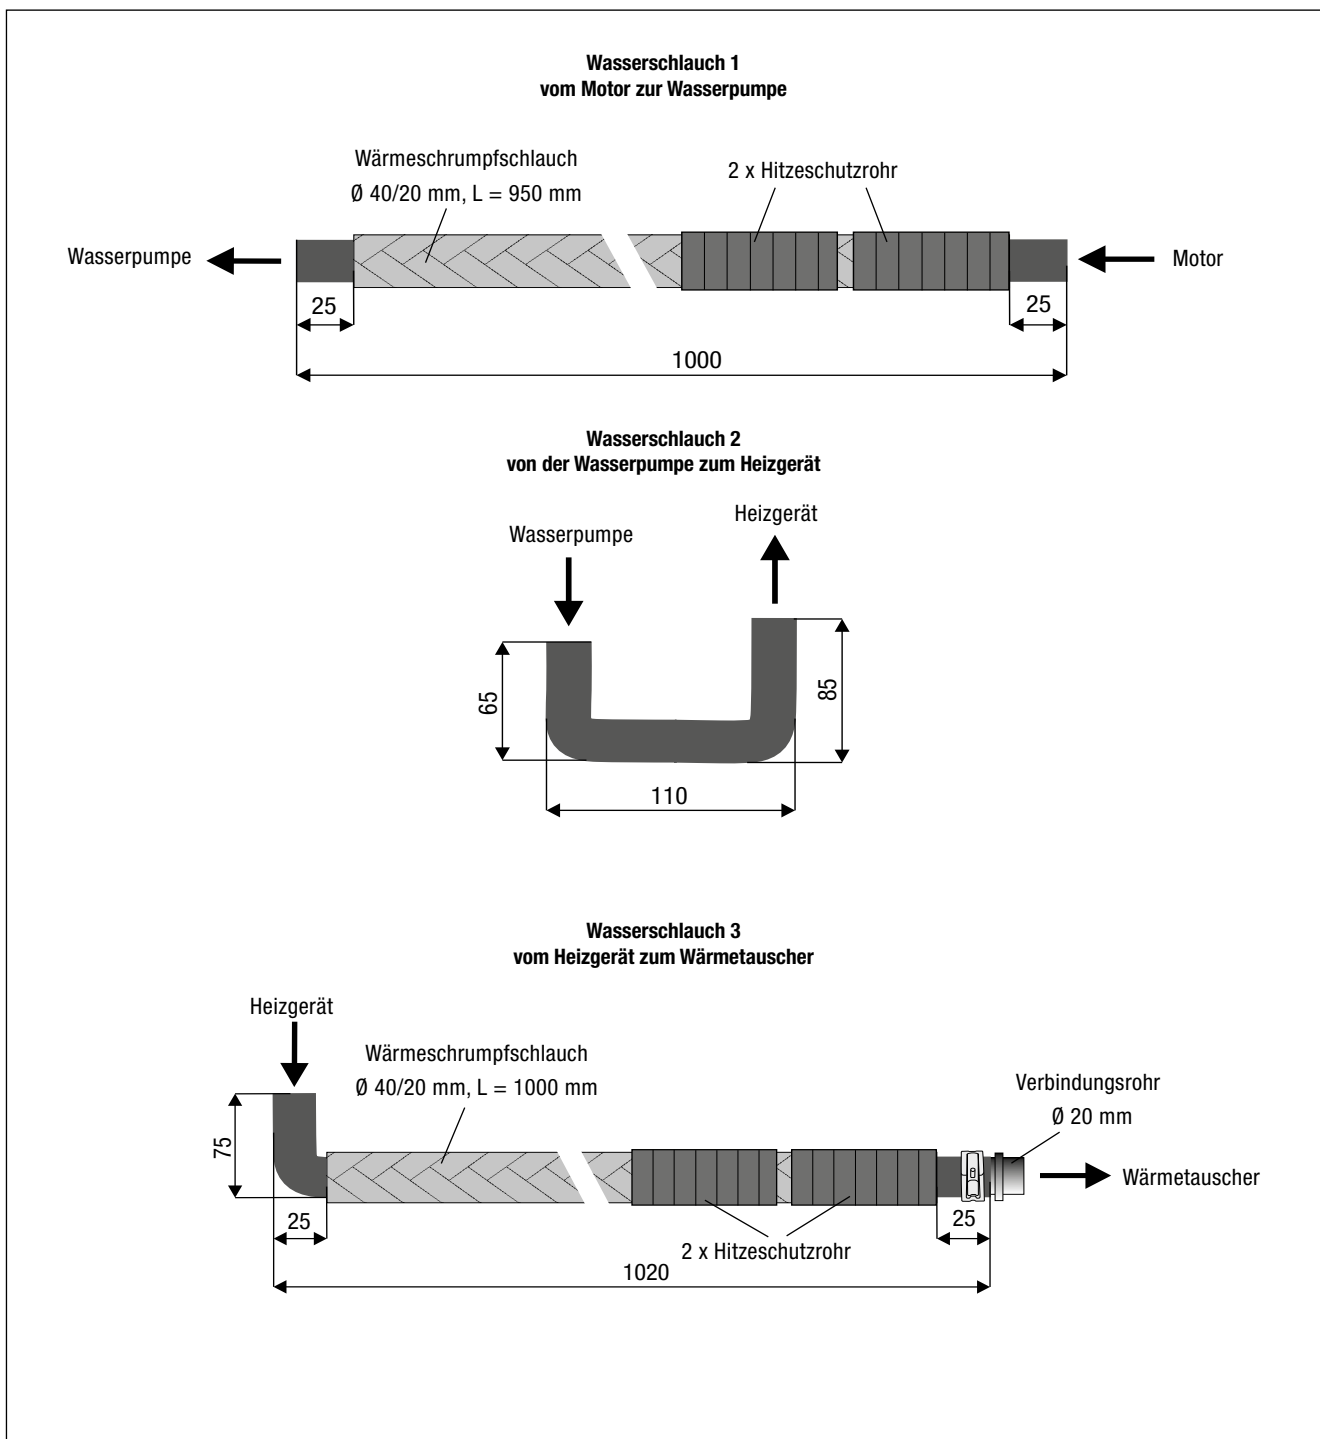 Wasserschlauch 1
vom Motor zur Wasserpumpe
Wärmeschrumpfschlauch
Ø 40/20 mm, L = 950 mm
2 x Hitzeschutzrohr
Wasserpumpe
Motor
25
25
1000
Wasserschlauch 2
von der Wasserpumpe zum Heizgerät
Heizgerät
Wasserpumpe
65
85
110
Wasserschlauch 3
vom Heizgerät zum Wärmetauscher
Heizgerät
Wärmeschrumpfschlauch
Ø 40/20 mm, L = 1000 mm
Verbindungsrohr
Ø 20 mm
75
Wärmetauscher
25
25
2 x Hitzeschutzrohr
1020